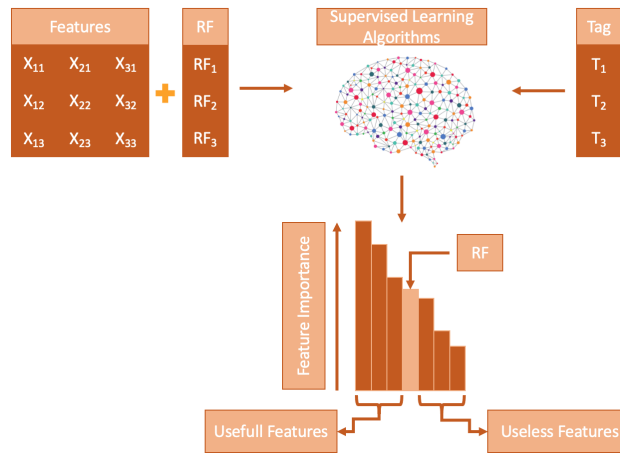 Features
RF
Supervised Learning
Algorithms
Tag
X11 X21 X31
RF1
T1
X12 X22 X32
RF2
T2
X13 X23 X33
RF3
T3
Feature Importance
RF
Usefull Features
Useless Features